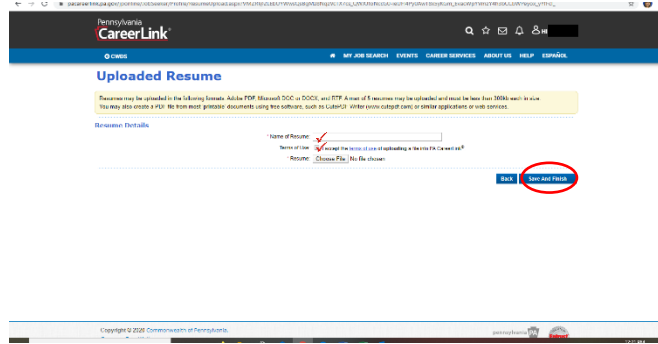 Pennsylvania
CareerLink®
Hi
CWDS
MY JOB SEARCH EVENTS CAREER SERVICES ABOUT US HELP ESPAÑOL
Uploaded Resume
Resumes may be uploaded in the following formats: Adobe PDF, Microsoft DOC or DOCX, and RTF. A max of 5 resumes may be uploaded and must be less than 300kb each in size.
You may also create a PDF file from most printable documents using free software, such as CutePDF Writer (www.cutepdf.com) or similar applications or web services.
Resume Details
*Name of Resume:
Terms of Use: I accept the terms of use of uploading a file into PA CareerLink®
*Resume: Choose File No file chosen
Back Save And Finish
Copyright © 2020 Commonwealth of Pennsylvania.
pennsylvania PA